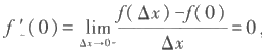 f′₋(0) = lim_{Δx→0−} (f(Δx)−f(0))/Δx = 0,